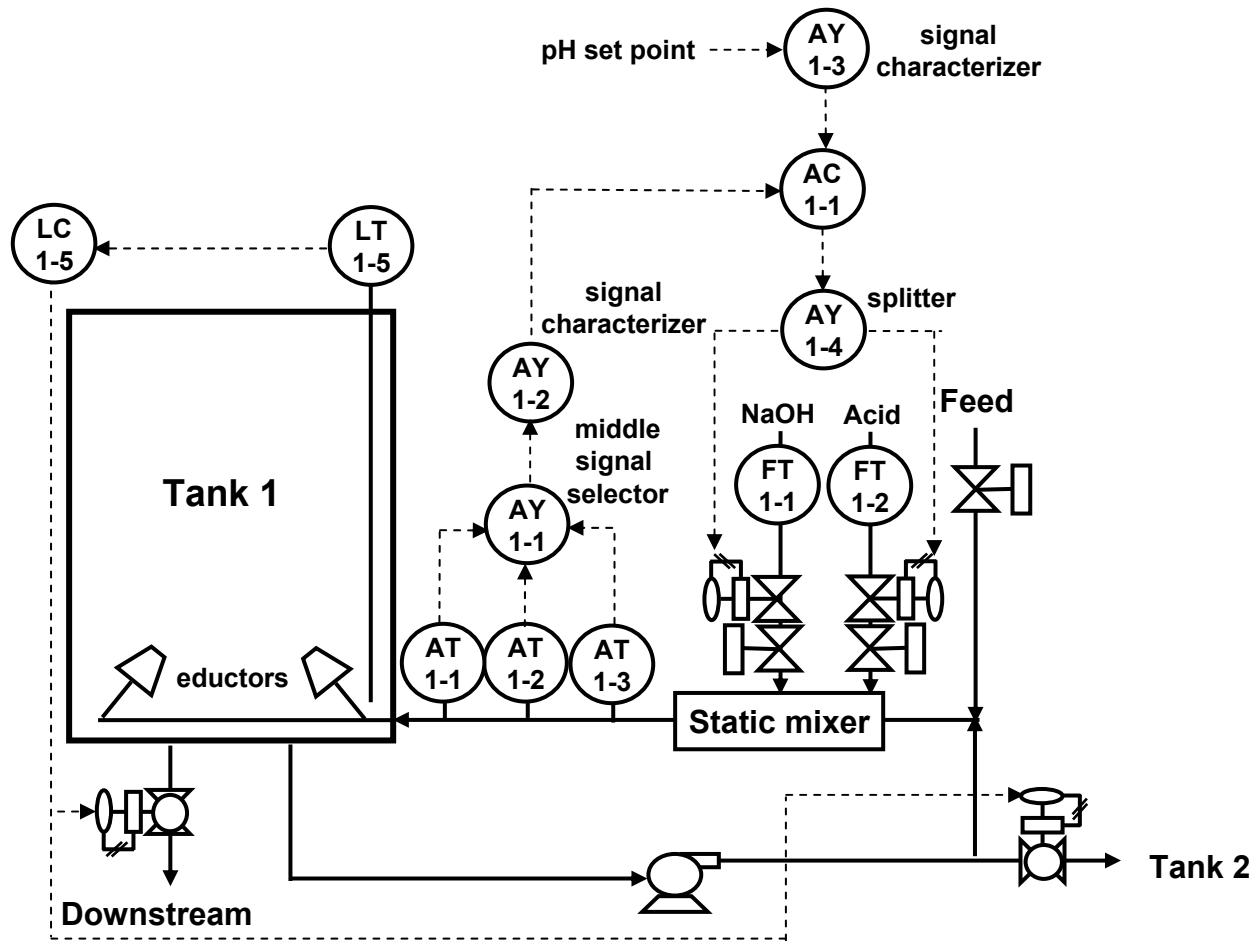 pH set point
AY
1-3
signal
characterizer
AC
1-1
LC
1-5
LT
1-5
signal
characterizer
AY
1-4
splitter
AY
1-2
NaOH
Acid
Feed
middle
signal
selector
FT
1-1
FT
1-2
Tank 1
AY
1-1
AT
1-1
AT
1-2
AT
1-3
eductors
Static mixer
Tank 2
Downstream